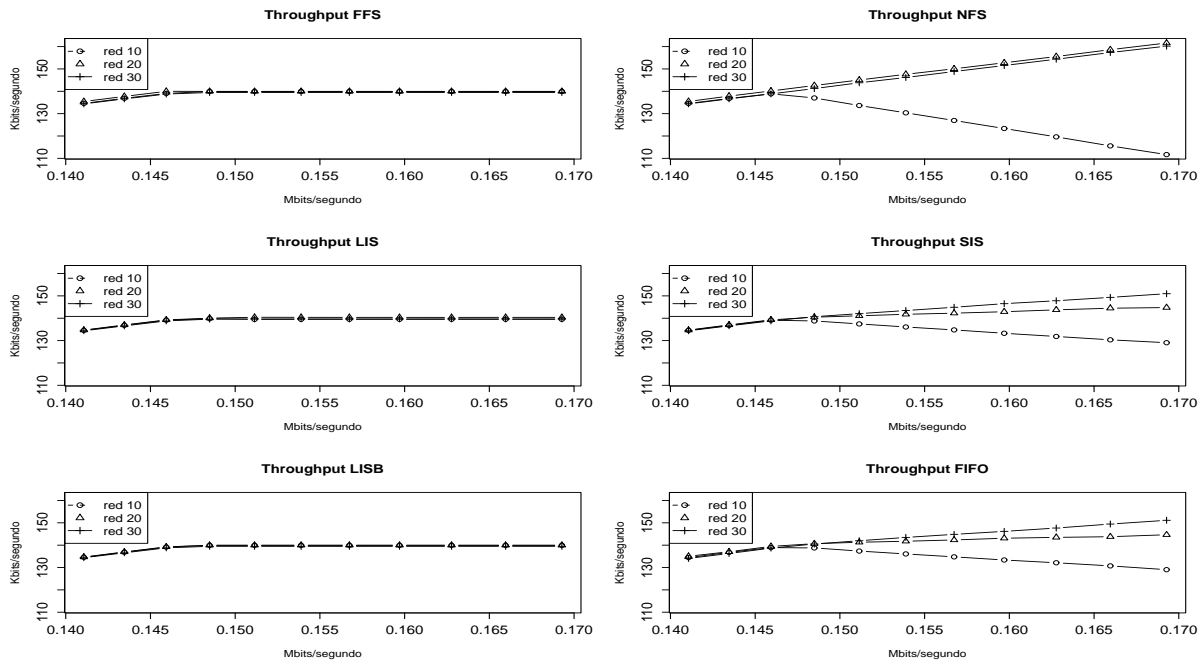 Throughput FFS
Kbits/segundo
110 130 150
red 10
red 20
red 30
0.140 0.145 0.150 0.155 0.160 0.165 0.170
Mbits/segundo
Throughput NFS
Kbits/segundo
110 130 150
red 10
red 20
red 30
0.140 0.145 0.150 0.155 0.160 0.165 0.170
Mbits/segundo
Throughput LIS
Kbits/segundo
110 130 150
red 10
red 20
red 30
0.140 0.145 0.150 0.155 0.160 0.165 0.170
Mbits/segundo
Throughput SIS
Kbits/segundo
110 130 150
red 10
red 20
red 30
0.140 0.145 0.150 0.155 0.160 0.165 0.170
Mbits/segundo
Throughput LISB
Kbits/segundo
110 130 150
red 10
red 20
red 30
0.140 0.145 0.150 0.155 0.160 0.165 0.170
Mbits/segundo
Throughput FIFO
Kbits/segundo
110 130 150
red 10
red 20
red 30
0.140 0.145 0.150 0.155 0.160 0.165 0.170
Mbits/segundo